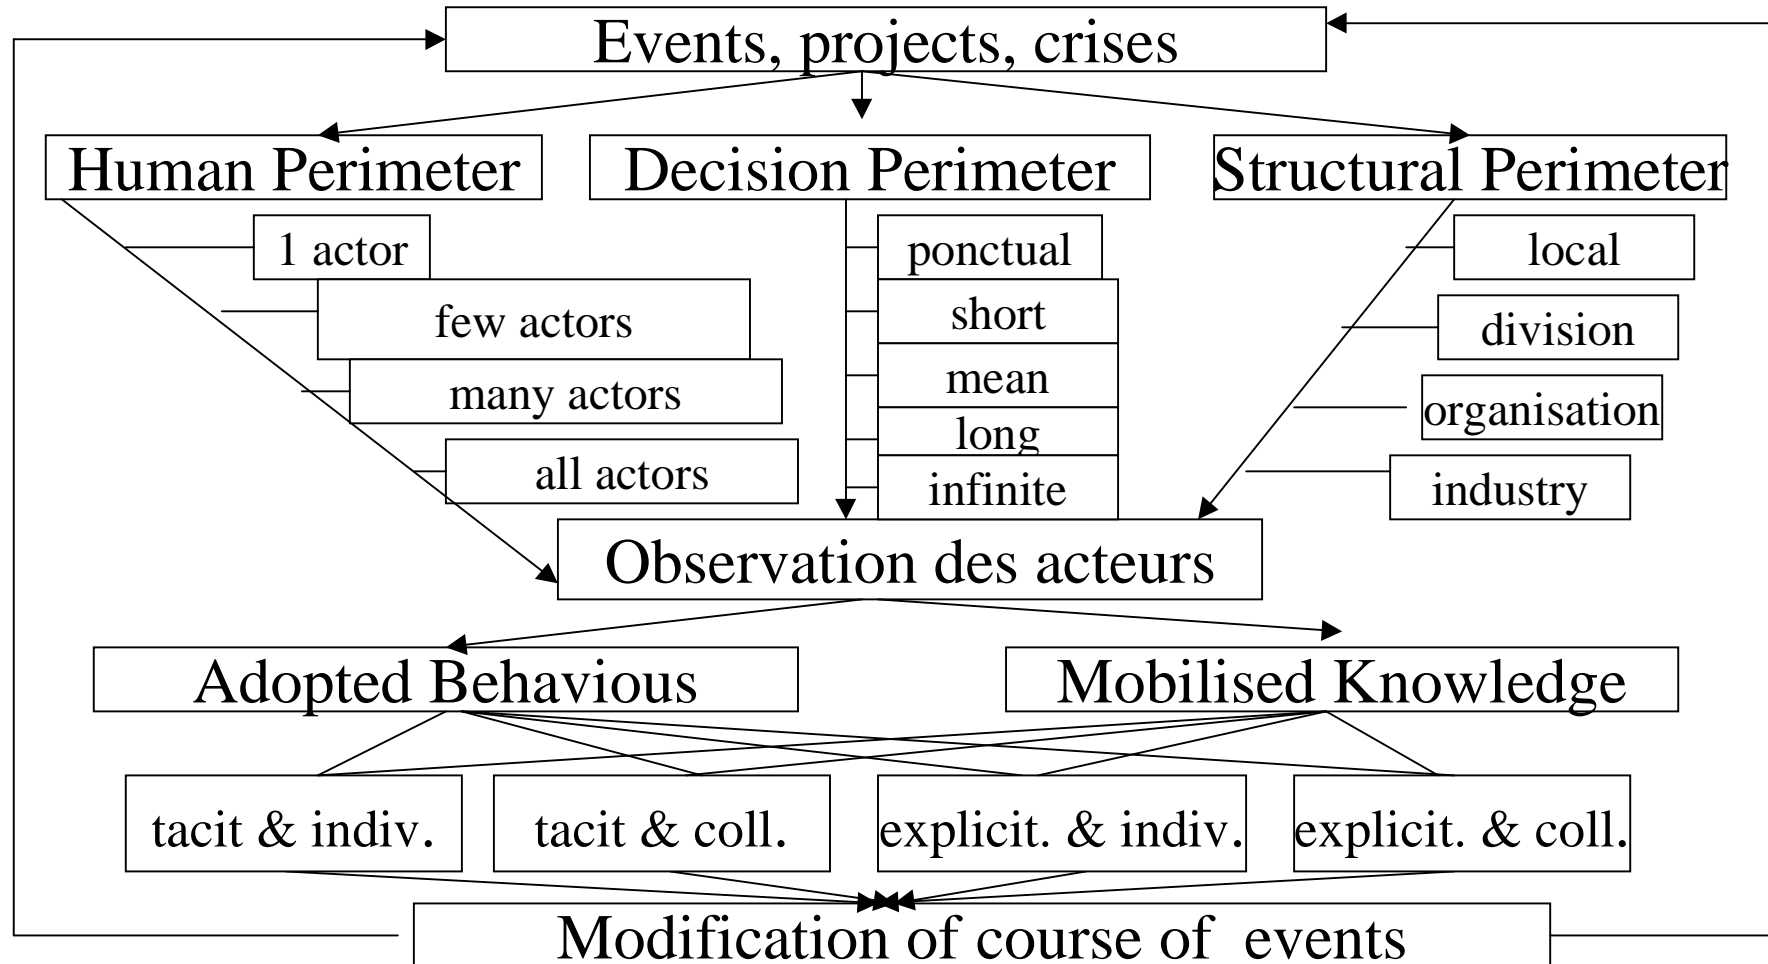 Events, projects, crises
Human Perimeter
Decision Perimeter
Structural Perimeter
1 actor
few actors
many actors
all actors
ponctual
short
mean
long
infinite
local
division
organisation
industry
Observation des acteurs
Adopted Behavious
Mobilised Knowledge
tacit & indiv.
tacit & coll.
explicit. & indiv.
explicit. & coll.
Modification of course of events